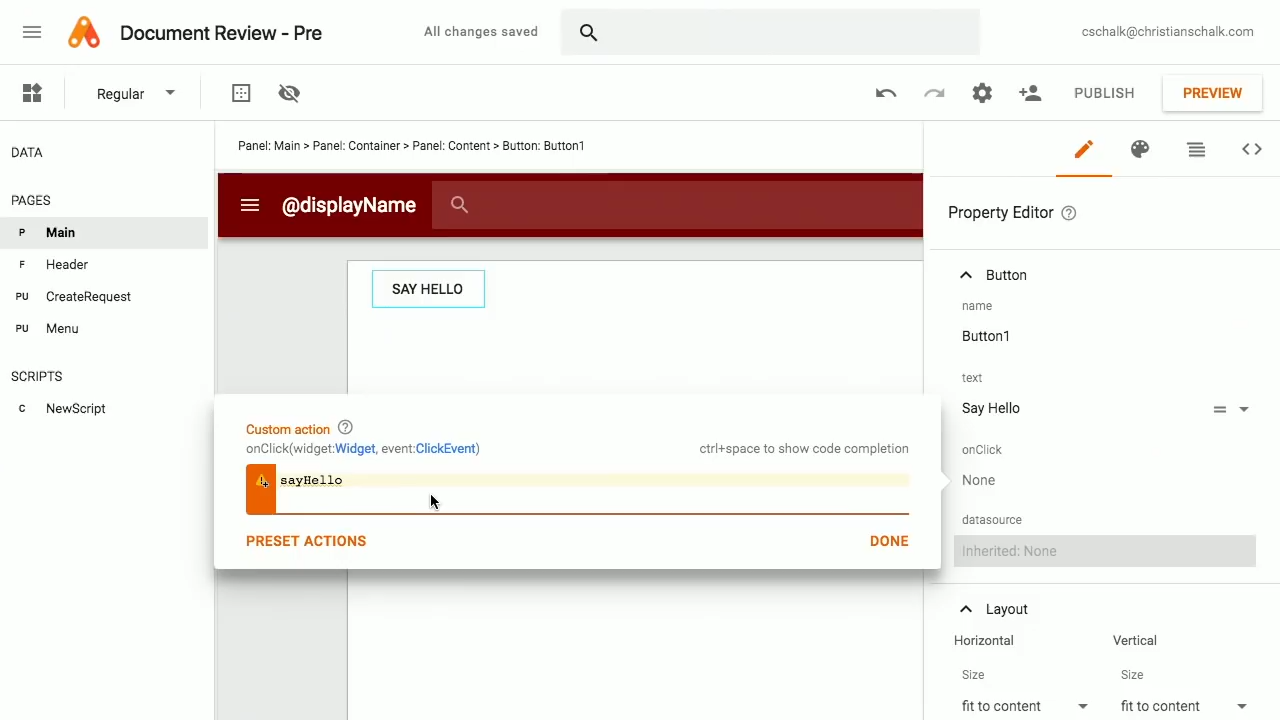 Document Review - Pre
All changes saved
cschalk@christianschalk.com
Regular
PUBLISH
PREVIEW
DATA
PAGES
P Main
F Header
PU CreateRequest
PU Menu
SCRIPTS
C NewScript
Panel: Main > Panel: Container > Panel: Content > Button: Button1
@displayName
SAY HELLO
Custom action
onClick(widget:Widget, event:ClickEvent)
ctrl+space to show code completion
sayHello
PRESET ACTIONS
DONE
Property Editor
Button
name
Button1
text
Say Hello
onClick
None
datasource
Inherited: None
Layout
Horizontal Vertical
Size Size
fit to content fit to content